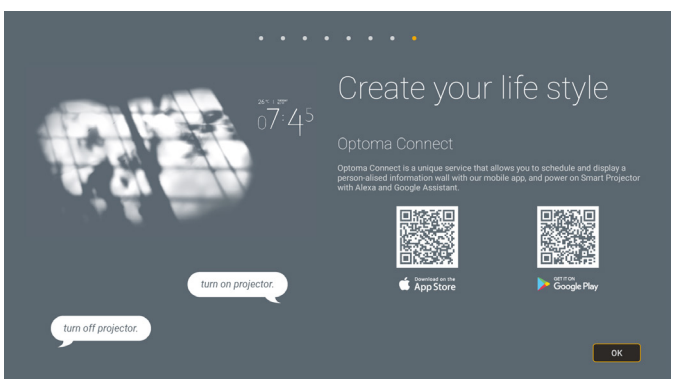 Create your life style
26°C | 27°C
07:45
Optoma Connect
Optoma Connect is a unique service that allows you to schedule and display a
person-alised information wall with our mobile app, and power on Smart Projector
with Alexa and Google Assistant.
Download on the
App Store
GET IT ON
Google Play
turn on projector.
turn off projector.
OK